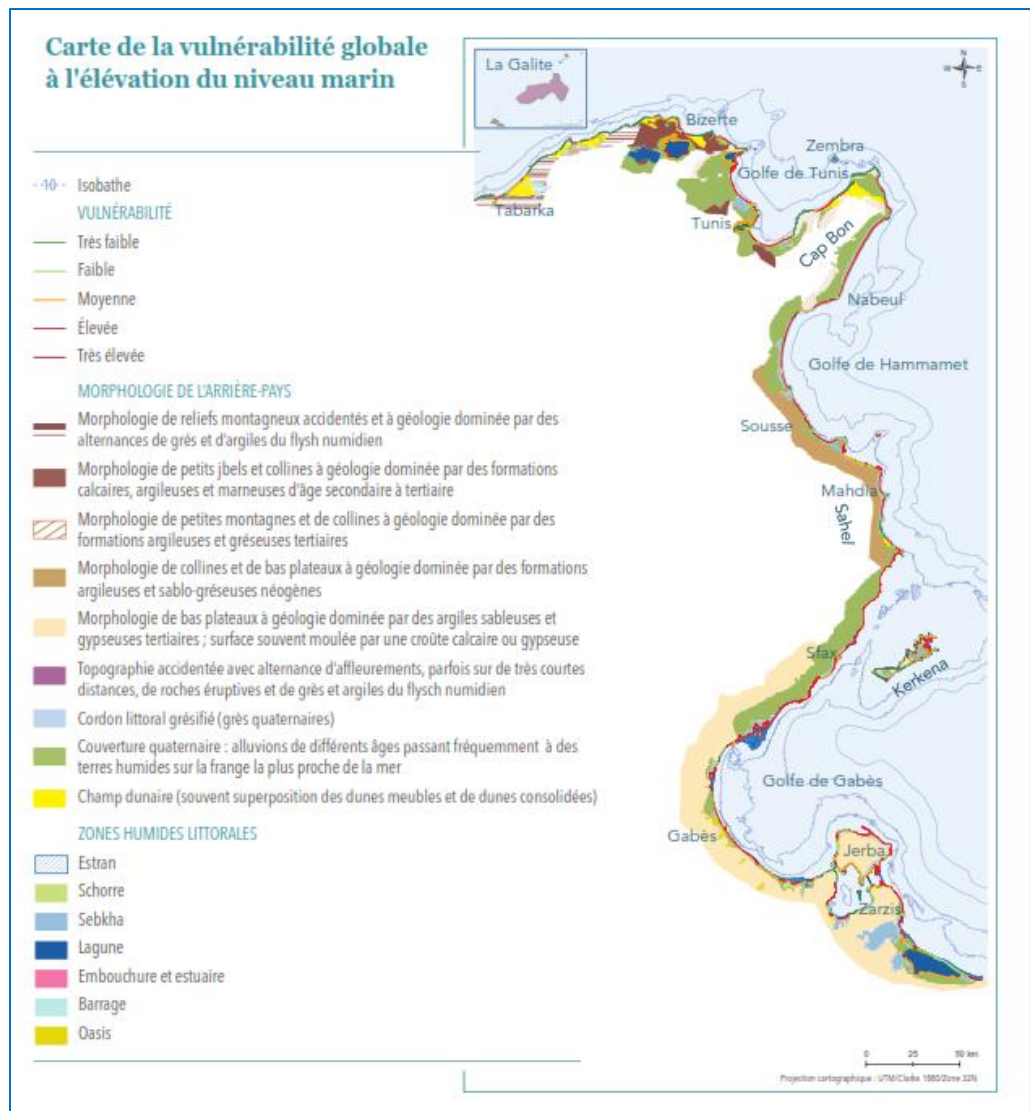 Carte de la vulnérabilité globale
à l'élévation du niveau marin
-10- Isobathe
VULNÉRABILITÉ
Très faible
Faible
Moyenne
Élevée
Très élevée
MORPHOLOGIE DE L'ARRIÈRE-PAYS
Morphologie de reliefs montagneux accidentés et à géologie dominée par des
alternances de grés et d'argiles du flysh numidien
Morphologie de petits jbels et collines à géologie dominée par des formations
calcaires, argileuses et marneuses d'âge secondaire à tertiaire
Morphologie de petites montagnes et de collines à géologie dominée par des
formations argileuses et gréseuses tertiaires
Morphologie de collines et de bas plateaux à géologie dominée par des formations
argileuses et sablo-gréseuses néogènes
Morphologie de bas plateaux à géologie dominée par des argiles sableuses et
gypseuses tertiaires ; surface souvent moulée par une croûte calcaire ou gypseuse
Topographie accidentée avec alternance d'affleurements, parfois sur de très courtes
distances, de roches éruptives et de grès et argiles du flysch numidien
Cordon littoral grésifié (grès quaternaires)
Couverture quaternaire : alluvions de différents âges passant fréquemment à des
terres humides sur la frange la plus proche de la mer
Champ dunaire (souvent superposition des dunes meubles et de dunes consolidées)
ZONES HUMIDES LITTORALES
Estran
Schorre
Sebkha
Lagune
Embouchure et estuaire
Barrage
Oasis
La Galite
N
W E
S
Bizerte
Zembra
Golfe de Tunis
Tabarka
Tunis
Cap Bon
Nabeul
Golfe de Hammamet
Sousse
Mahdia
Sahel
Sfax
Kerkena
Golfe de Gabès
Gabès
Jerba
Zarzis
0 25 50 km
Projection cartographique : UTM/Clarke 1880/Zone 32N